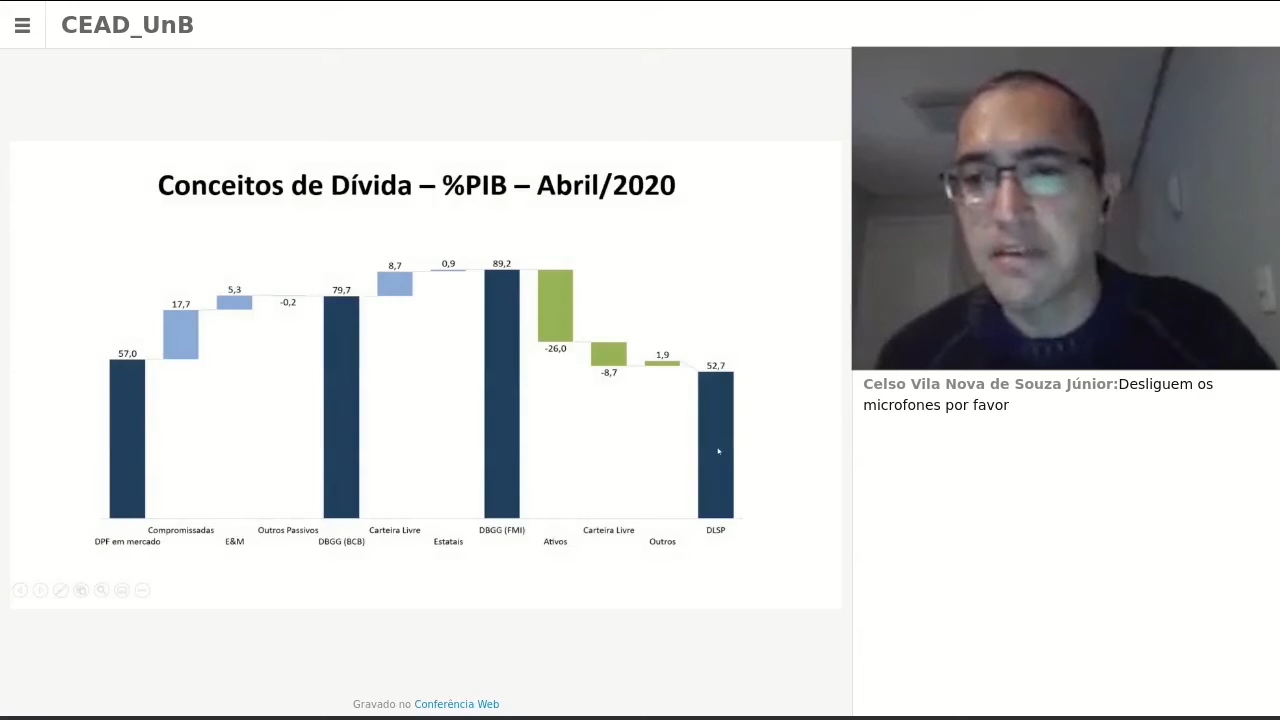 CEAD_UnB
Conceitos de Dívida – %PIB – Abril/2020
57,0
17,7
5,3
-0,2
79,7
8,7
0,9
89,2
-26,0
-8,7
1,9
52,7
DPF em mercado
Compromissadas
E&M
Outros Passivos
DBGG (BCB)
Carteira Livre
Estatais
DBGG (FMI)
Ativos
Carteira Livre
Outros
DLSP
Celso Vila Nova de Souza Júnior:Desliguem os
microfones por favor
Gravado no Conferência Web